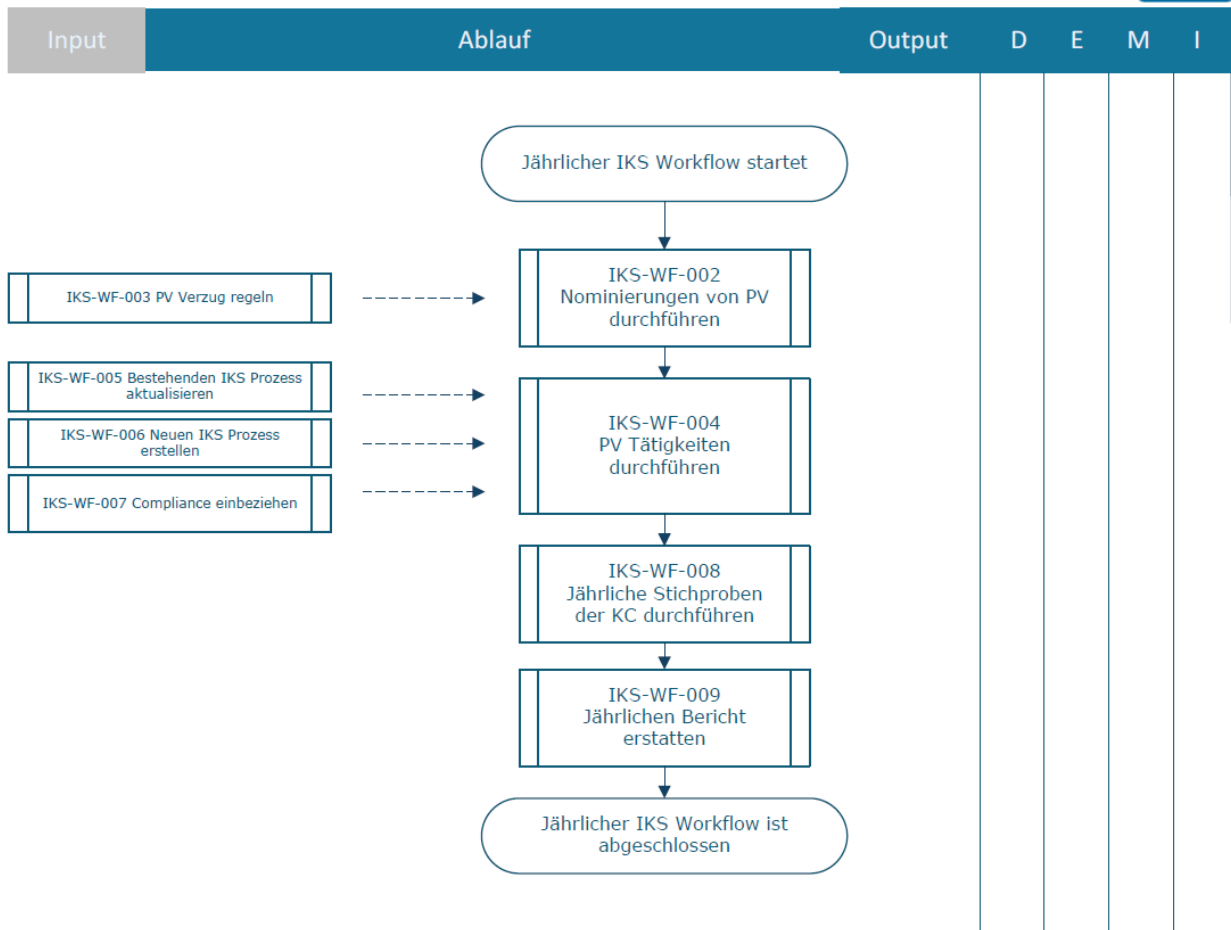 Input Ablauf Output D E M I
Jährlicher IKS Workflow startet
IKS-WF-002
Nominierungen von PV
durchführen
IKS-WF-003 PV Verzug regeln
IKS-WF-005 Bestehenden IKS Prozess
aktualisieren
IKS-WF-006 Neuen IKS Prozess
erstellen
IKS-WF-007 Compliance einbeziehen
IKS-WF-004
PV Tätigkeiten
durchführen
IKS-WF-008
Jährliche Stichproben
der KC durchführen
IKS-WF-009
Jährlichen Bericht
erstatten
Jährlicher IKS Workflow ist
abgeschlossen